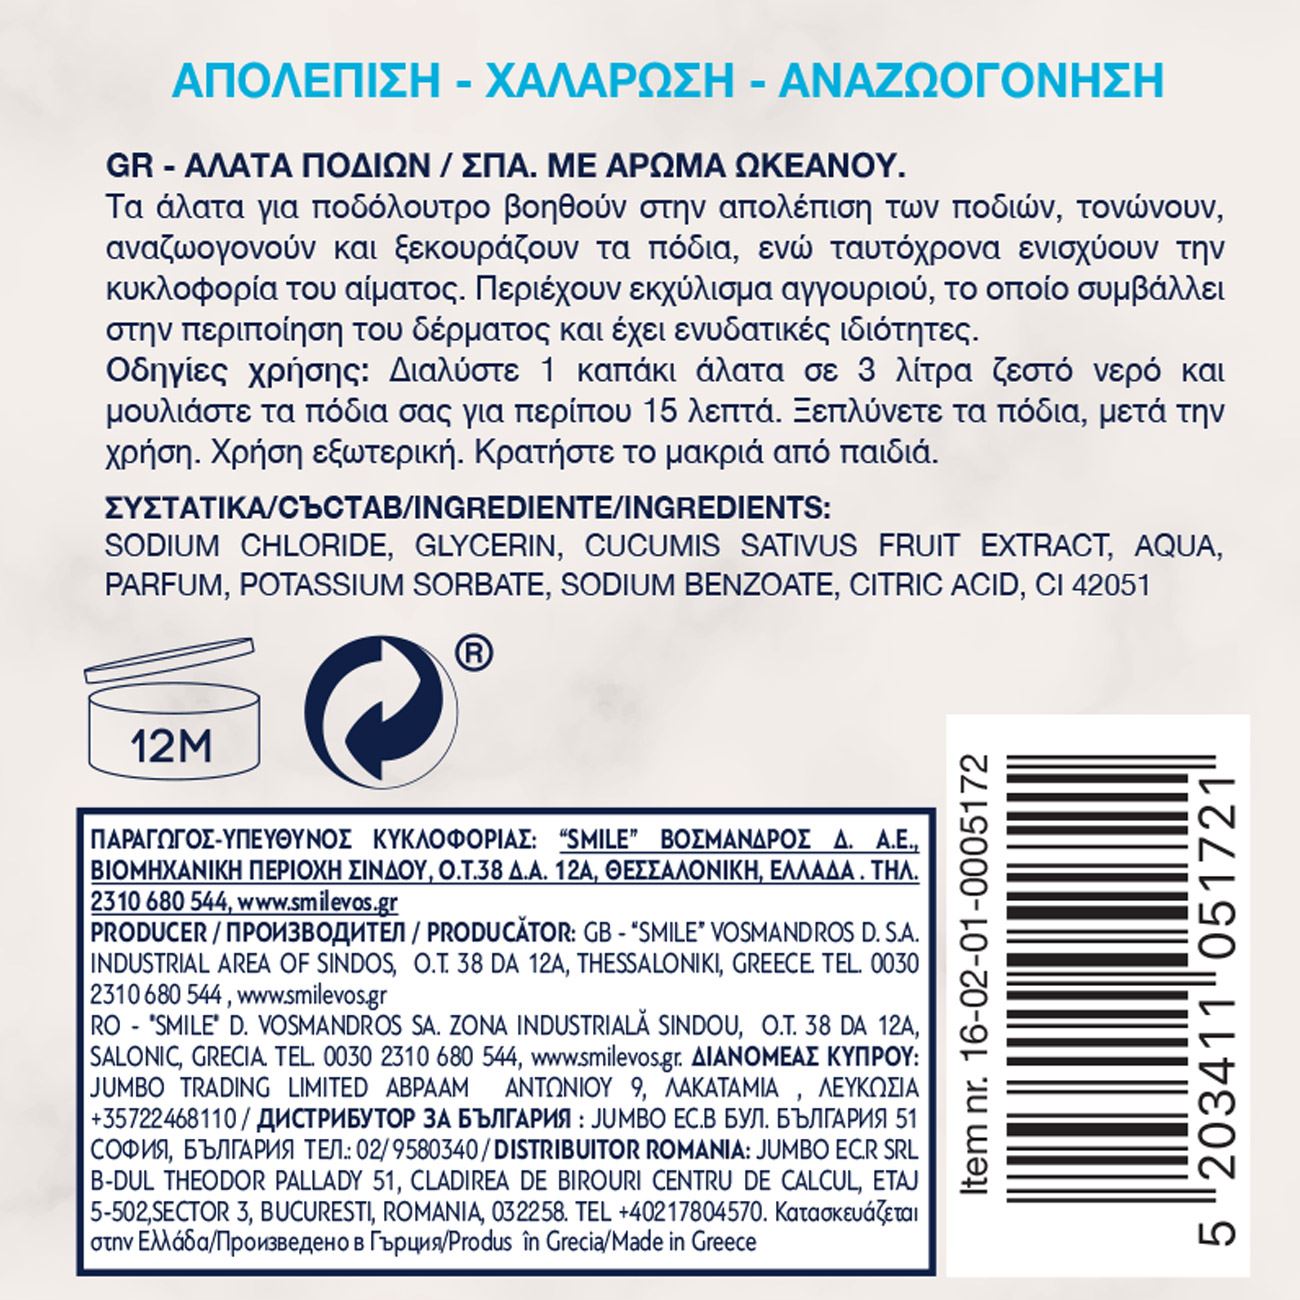 ΑΠΟΛΕΠΙΣΗ - ΧΑΛΑΡΩΣΗ - ΑΝΑΖΩΟΓΟΝΗΣΗ
GR - ΑΛΑΤΑ ΠΟΔΙΩΝ / ΣΠΑ. ΜΕ ΑΡΩΜΑ ΩΚΕΑΝΟΥ.
Τα άλατα για ποδόλουτρο βοηθούν στην απολέπιση των ποδιών, τονώνουν,
αναζωογονούν και ξεκουράζουν τα πόδια, ενώ ταυτόχρονα ενισχύουν την
κυκλοφορία του αίματος. Περιέχουν εκχύλισμα αγγουριού, το οποίο συμβάλλει
στην περιποίηση του δέρματος και έχει ενυδατικές ιδιότητες.
Οδηγίες χρήσης: Διαλύστε 1 καπάκι άλατα σε 3 λίτρα ζεστό νερό και
μουλιάστε τα πόδια σας για περίπου 15 λεπτά. Ξεπλύνετε τα πόδια, μετά την
χρήση. Χρήση εξωτερική. Κρατήστε το μακριά από παιδιά.
ΣΥΣΤΑΤΙΚΑ/СЪСТАВ/INGREDIENTE/INGREDIENTS:
SODIUM CHLORIDE, GLYCERIN, CUCUMIS SATIVUS FRUIT EXTRACT, AQUA,
PARFUM, POTASSIUM SORBATE, SODIUM BENZOATE, CITRIC ACID, CI 42051
®
12M
ΠΑΡΑΓΩΓΟΣ-ΥΠΕΥΘΥΝΟΣ ΚΥΚΛΟΦΟΡΙΑΣ: “SMILE” ΒΟΣΜΑΝΔΡΟΣ Δ. Α.Ε.,
ΒΙΟΜΗΧΑΝΙΚΗ ΠΕΡΙΟΧΗ ΣΙΝΔΟΥ, Ο.Τ.38 Δ.Α. 12Α, ΘΕΣΣΑΛΟΝΙΚΗ, ΕΛΛΑΔΑ . ΤΗΛ.
2310 680 544, www.smilevos.gr
PRODUCER / ПРОИЗВОДИТЕЛ / PRODUCĂTOR: GB - “SMILE” VOSMANDROS D. S.A.
INDUSTRIAL AREA OF SINDOS, O.T. 38 DA 12A, THESSALONIKI, GREECE. TEL. 0030
2310 680 544 , www.smilevos.gr
RO - "SMILE" D. VOSMANDROS SA. ZONA INDUSTRIALĂ SINDOU, O.T. 38 DA 12A,
SALONIC, GRECIA. TEL. 0030 2310 680 544, www.smilevos.gr. ΔΙΑΝΟΜΕΑΣ ΚΥΠΡΟΥ:
JUMBO TRADING LIMITED ΑΒΡΑΑΜ ΑΝΤΩΝΙΟΥ 9, ΛΑΚΑΤΑΜΙΑ , ΛΕΥΚΩΣΙΑ
+35722468110 / ДИСТРИБУТОР ЗА БЪЛГАРИЯ : JUMBO EC.B БУЛ. БЪЛГАРИЯ 51
СОФИЯ, БЪЛГАРИЯ ТЕЛ.: 02/ 9580340 / DISTRIBUITOR ROMANIA: JUMBO EC.R SRL
B-DUL THEODOR PALLADY 51, CLADIREA DE BIROURI CENTRU DE CALCUL, ETAJ
5-502,SECTOR 3, BUCURESTI, ROMANIA, 032258. TEL +40217804570. Κατασκευάζεται
στην Ελλάδα/Произведено в Гърция/Produs în Grecia/Made in Greece
Item nr. 16-02-01-0005172
5 203411 051721